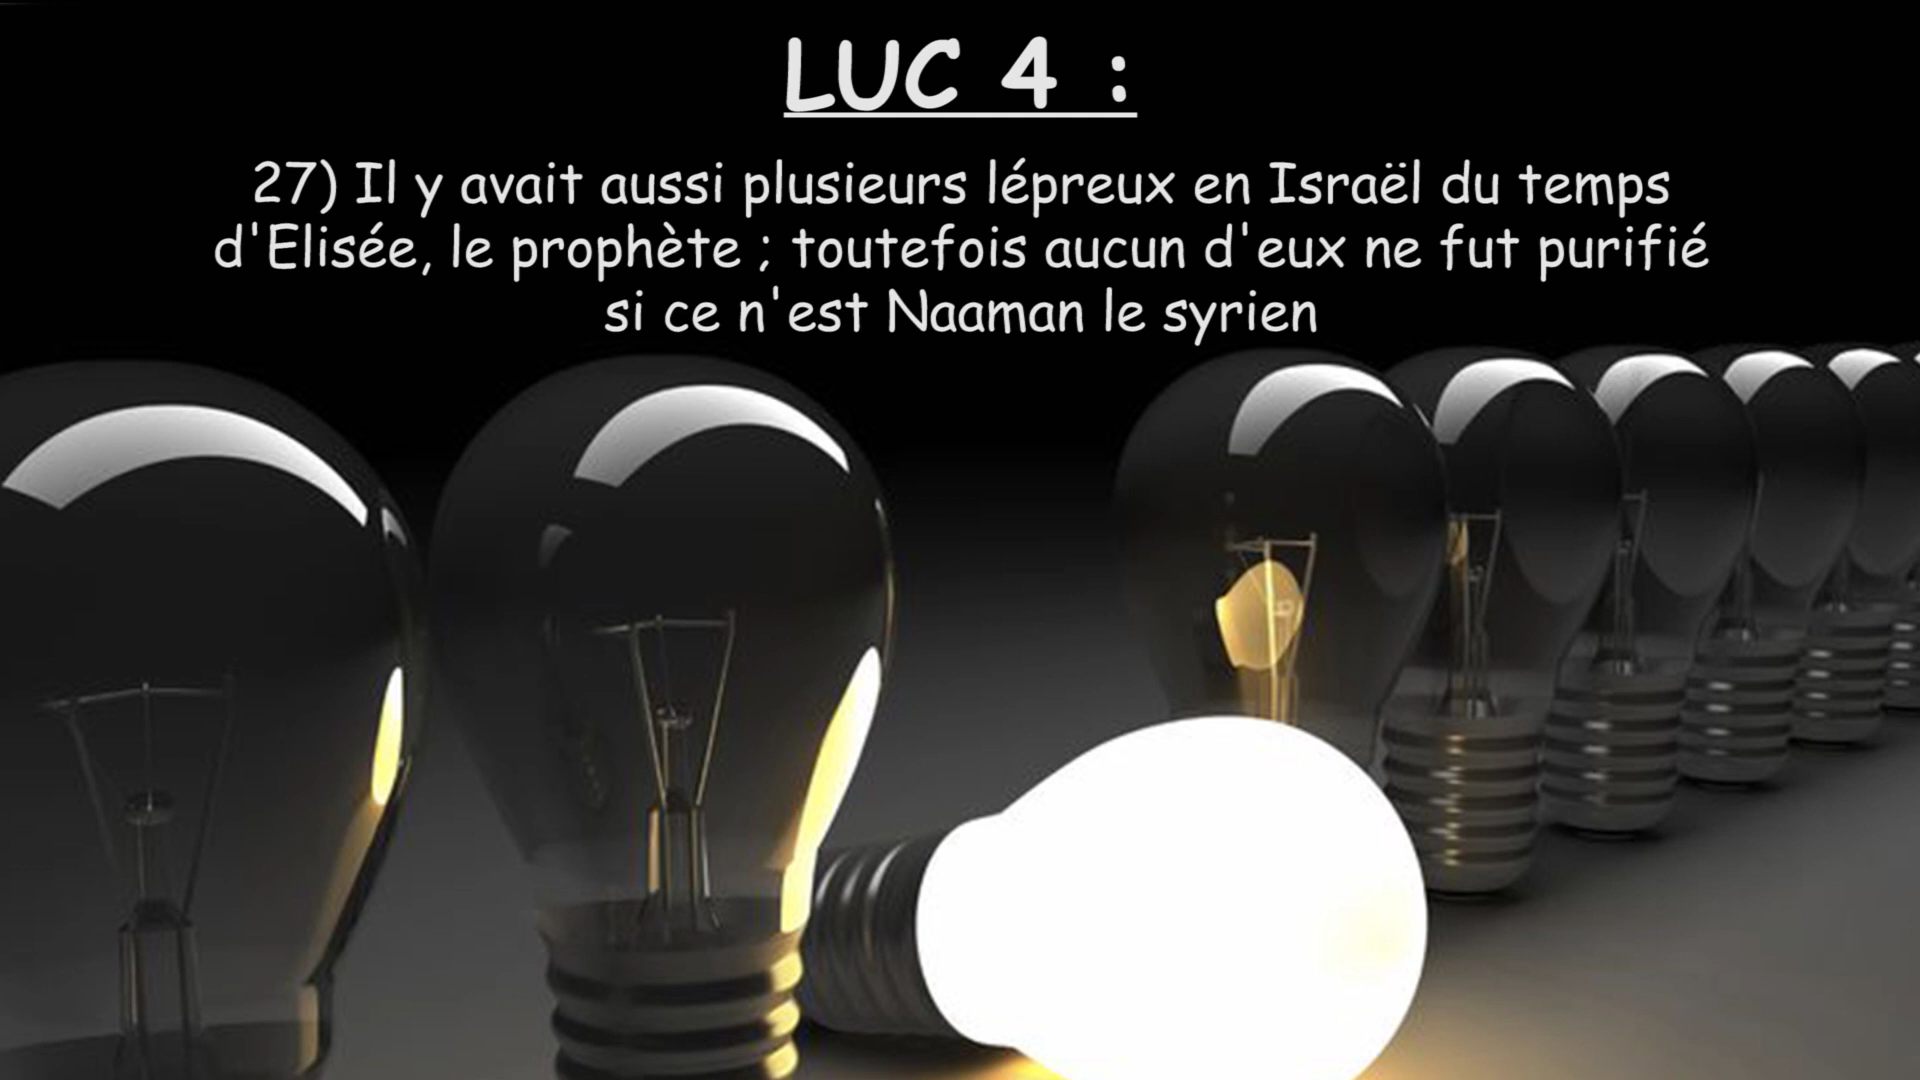 LUC 4 :
27) Il y avait aussi plusieurs lépreux en Israël du temps
d'Elisée, le prophète ; toutefois aucun d'eux ne fut purifié
si ce n'est Naaman le syrien